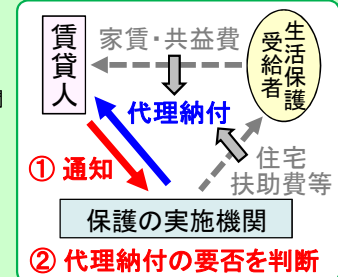 賃貸人
家賃・共益費
生活保護
受給者
代理納付
① 通知
住宅
扶助費等
保護の実施機関
② 代理納付の要否を判断